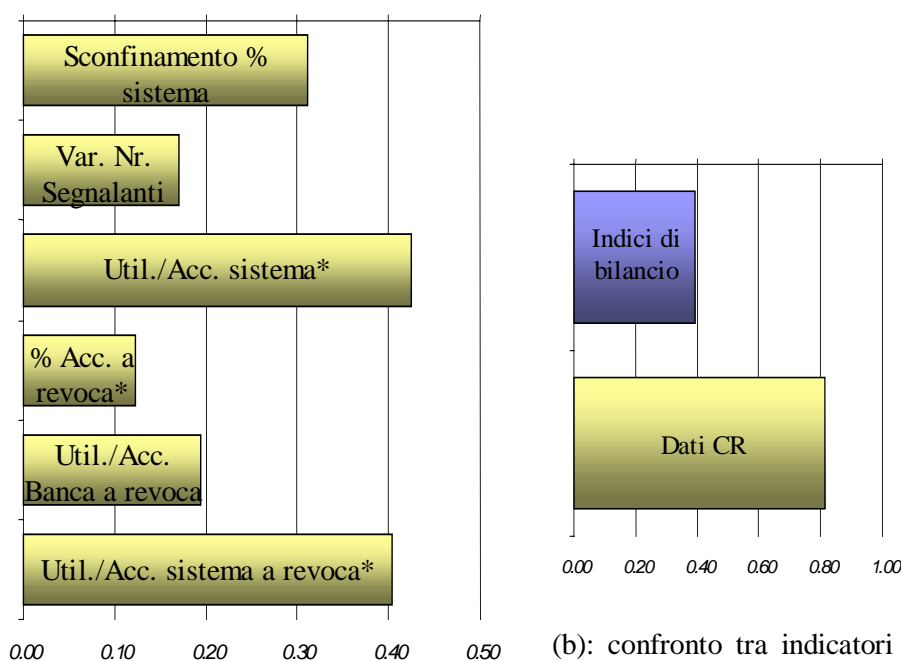 Sconfinamento %
sistema
Var. Nr.
Segnalanti
Util./Acc. sistema*
% Acc. a
revoca*
Util./Acc.
Banca a revoca
Util./Acc. sistema a revoca*
0.00 0.10 0.20 0.30 0.40 0.50
Indici di
bilancio
Dati CR
0.00 0.20 0.40 0.60 0.80 1.00
(b): confronto tra indicatori